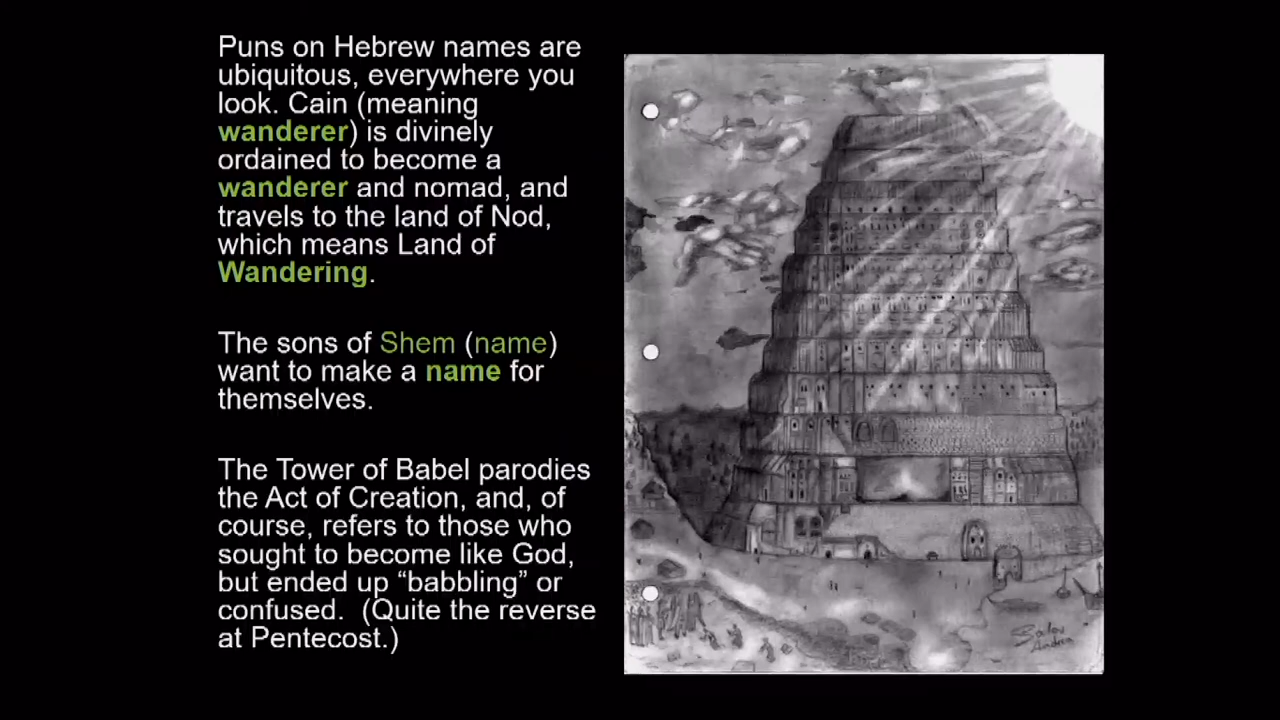 Puns on Hebrew names are
ubiquitous, everywhere you
look. Cain (meaning
wanderer) is divinely
ordained to become a
wanderer and nomad, and
travels to the land of Nod,
which means Land of
Wandering.
The sons of Shem (name)
want to make a name for
themselves.
The Tower of Babel parodies
the Act of Creation, and, of
course, refers to those who
sought to become like God,
but ended up “babbling” or
confused.  (Quite the reverse
at Pentecost.)